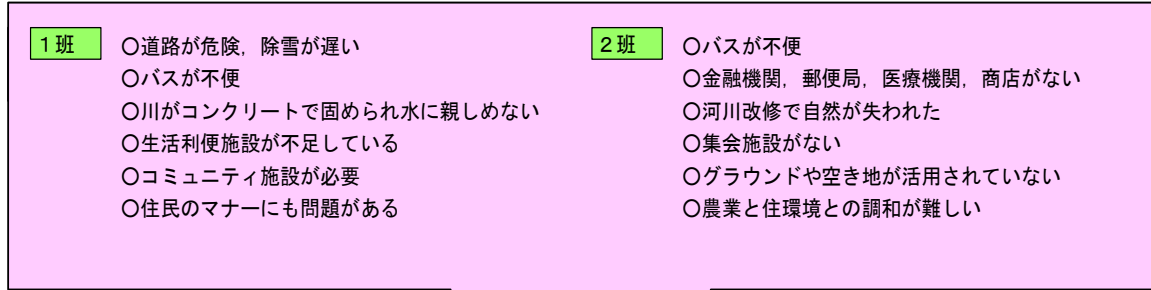 1班
○道路が危険，除雪が遅い
○バスが不便
○川がコンクリートで固められ水に親しめない
○生活利便施設が不足している
○コミュニティ施設が必要
○住民のマナーにも問題がある
2班
○バスが不便
○金融機関，郵便局，医療機関，商店がない
○河川改修で自然が失われた
○集会施設がない
○グラウンドや空き地が活用されていない
○農業と住環境との調和が難しい